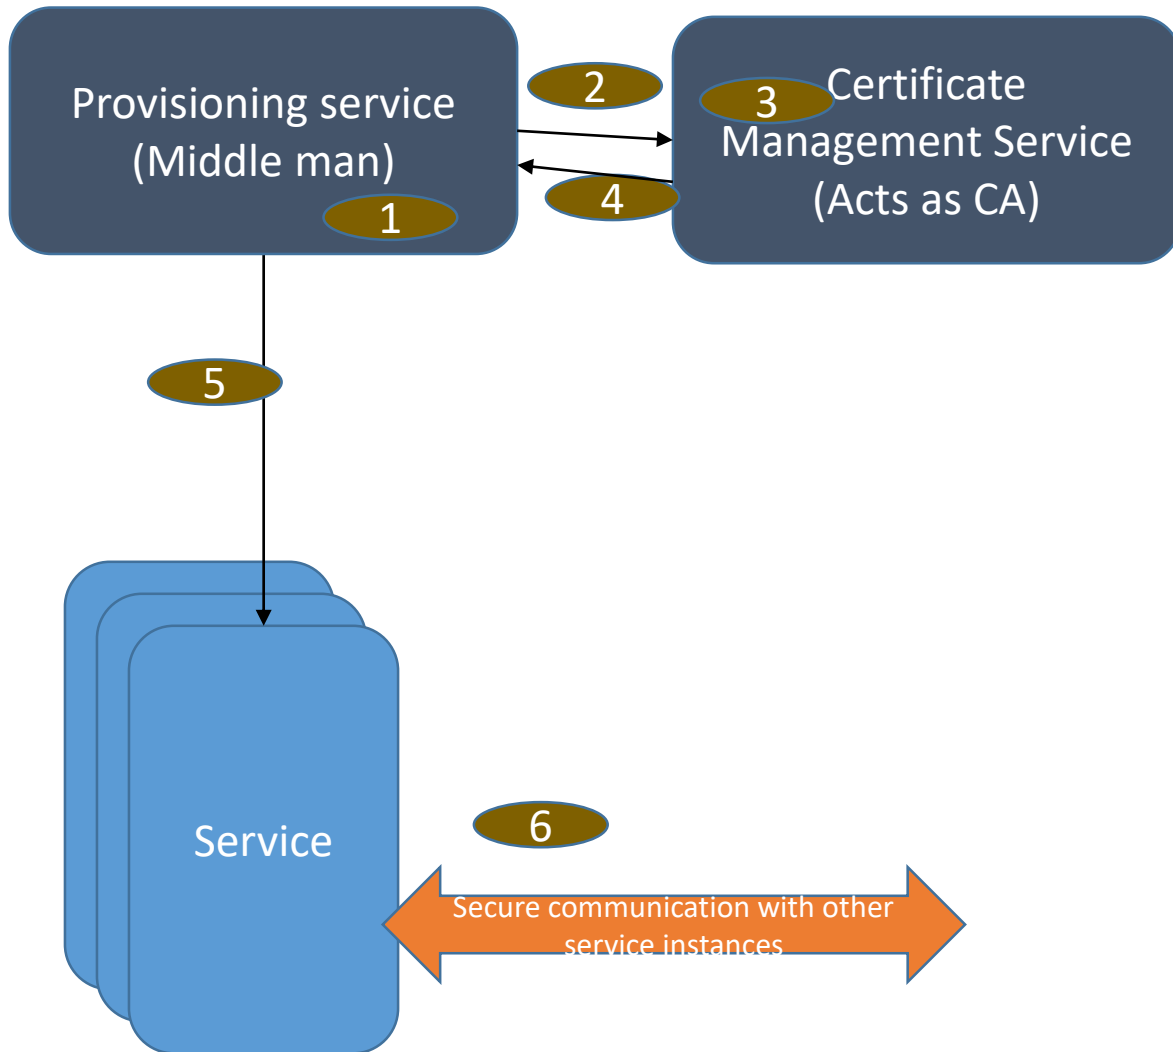 Provisioning service
(Middle man)
1
2
3
Certificate
Management Service
(Acts as CA)
4
5
Service
6
Secure communication with other
service instances